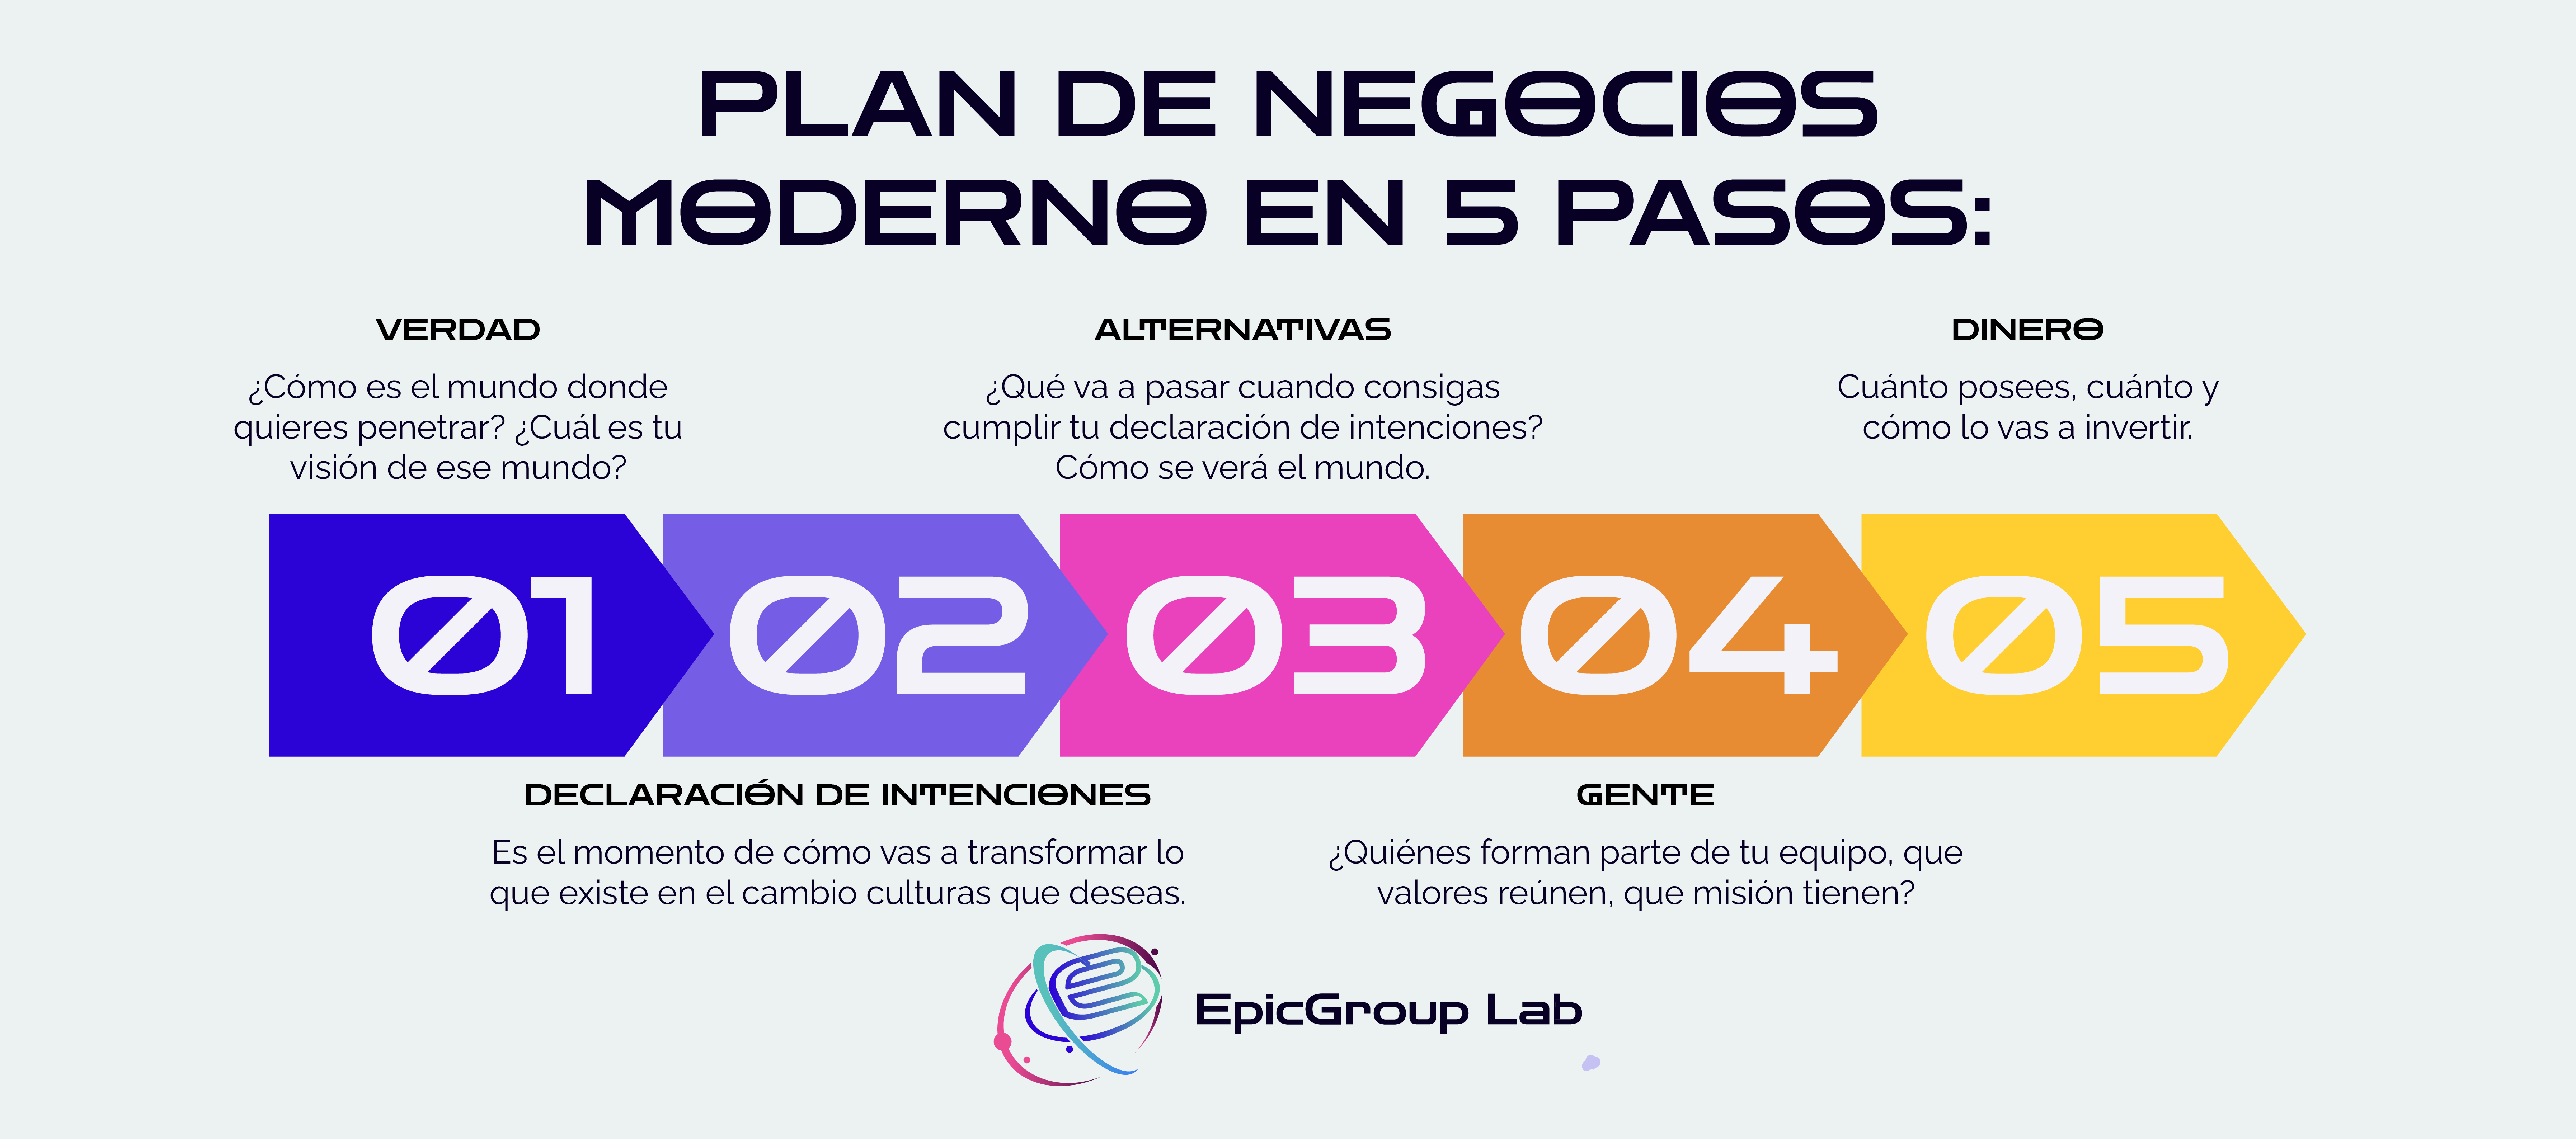 PLAN DE NEGOCIOS
MODERNO EN 5 PASOS:
VERDAD
¿Cómo es el mundo donde
quieres penetrar? ¿Cuál es tu
visión de ese mundo?
ALTERNATIVAS
¿Qué va a pasar cuando consigas
cumplir tu declaración de intenciones?
Cómo se verá el mundo.
DINERO
Cuánto posees, cuánto y
cómo lo vas a invertir.
01
02
03
04
05
DECLARACIÓN DE INTENCIONES
Es el momento de cómo vas a transformar lo
que existe en el cambio culturas que deseas.
GENTE
¿Quiénes forman parte de tu equipo, que
valores reúnen, que misión tienen?
EpicGroup Lab